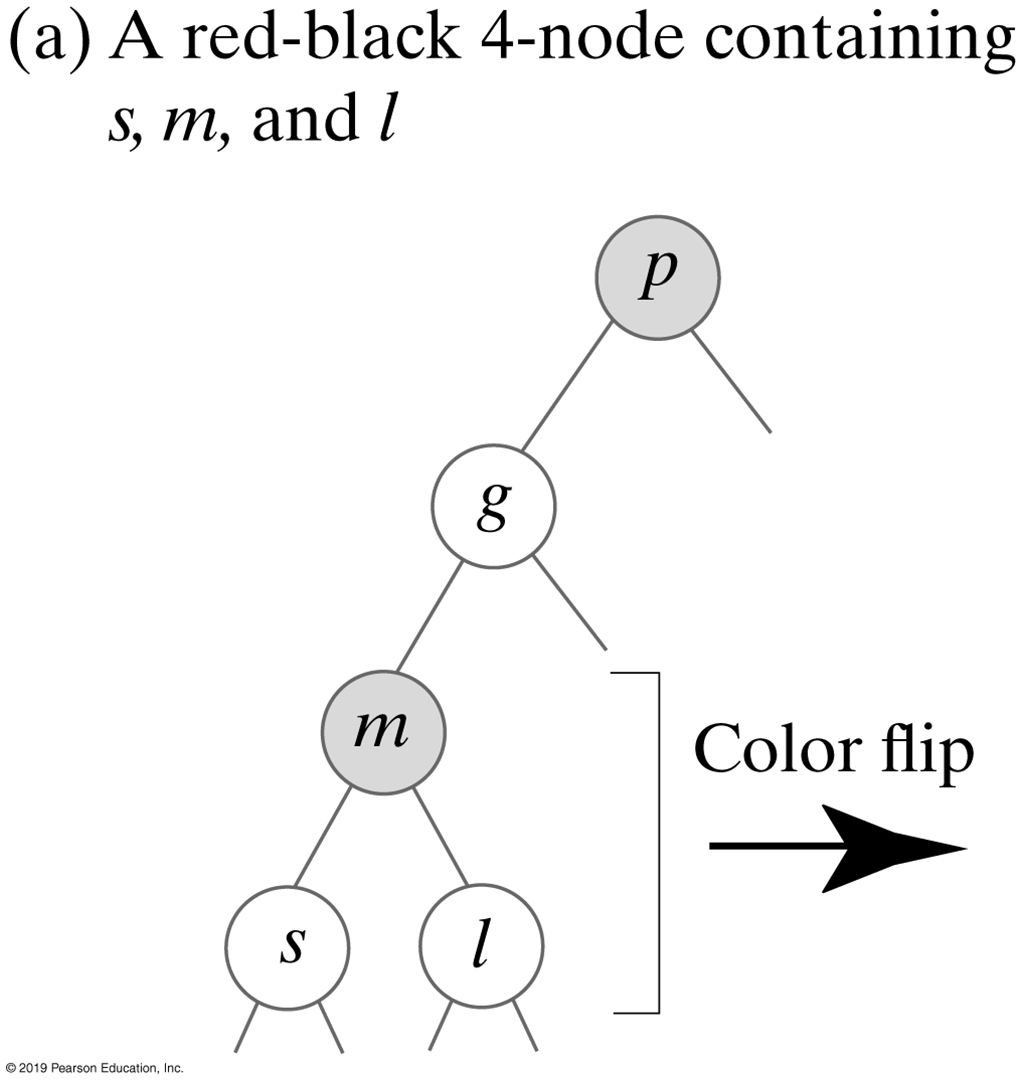 (a) A red-black 4-node containing
s, m, and l
p
g
m
Color flip
s
l
© 2019 Pearson Education, Inc.